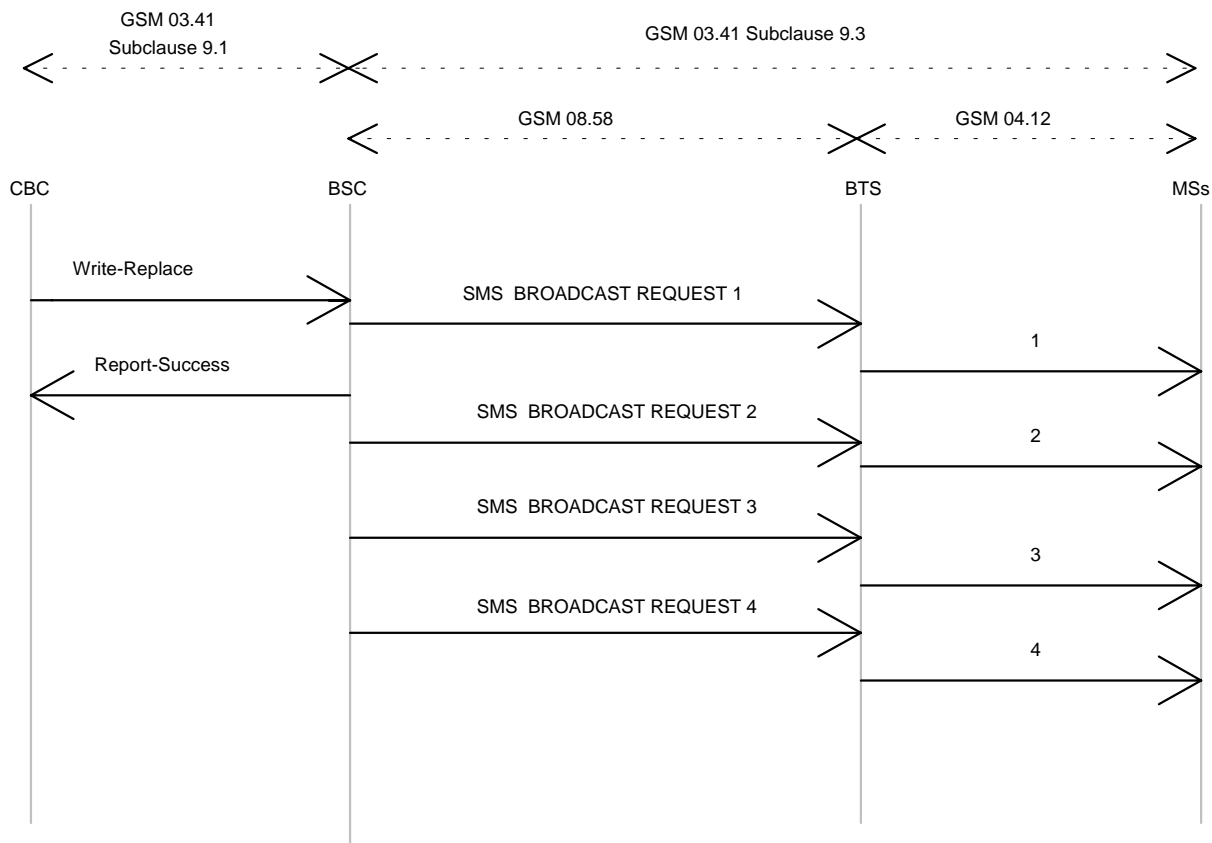 GSM 03.41
Subclause 9.1
GSM 03.41 Subclause 9.3
GSM 08.58
GSM 04.12
CBC
BSC
BTS
MSs
Write-Replace
SMS BROADCAST REQUEST 1
1
Report-Success
SMS BROADCAST REQUEST 2
2
SMS BROADCAST REQUEST 3
3
SMS BROADCAST REQUEST 4
4